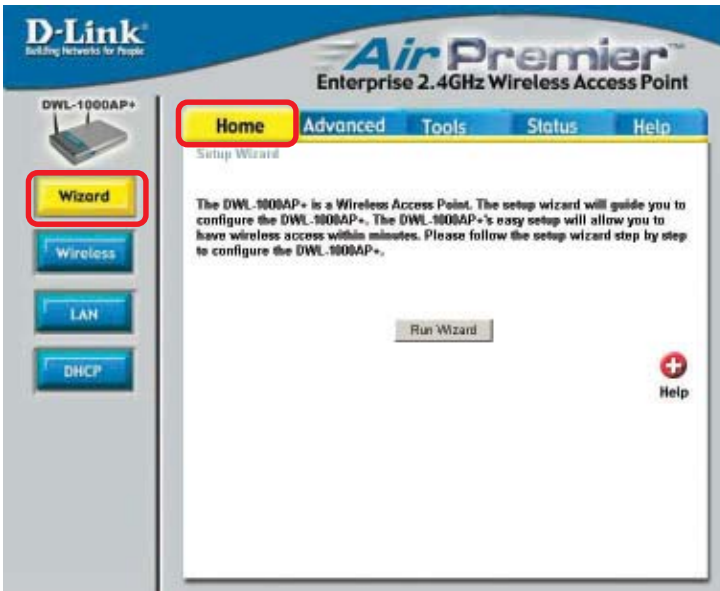 D-Link
Building Networks for People
Air Premier™
Enterprise 2.4GHz Wireless Access Point
DWL-1000AP+
Home Advanced Tools Status Help
Setup Wizard
Wizard
The DWL-1000AP+ is a Wireless Access Point. The setup wizard will guide you to
configure the DWL-1000AP+. The DWL-1000AP+'s easy setup will allow you to
have wireless access within minutes. Please follow the setup wizard step by step
to configure the DWL-1000AP+.
Wireless
LAN
Run Wizard
DHCP
Help